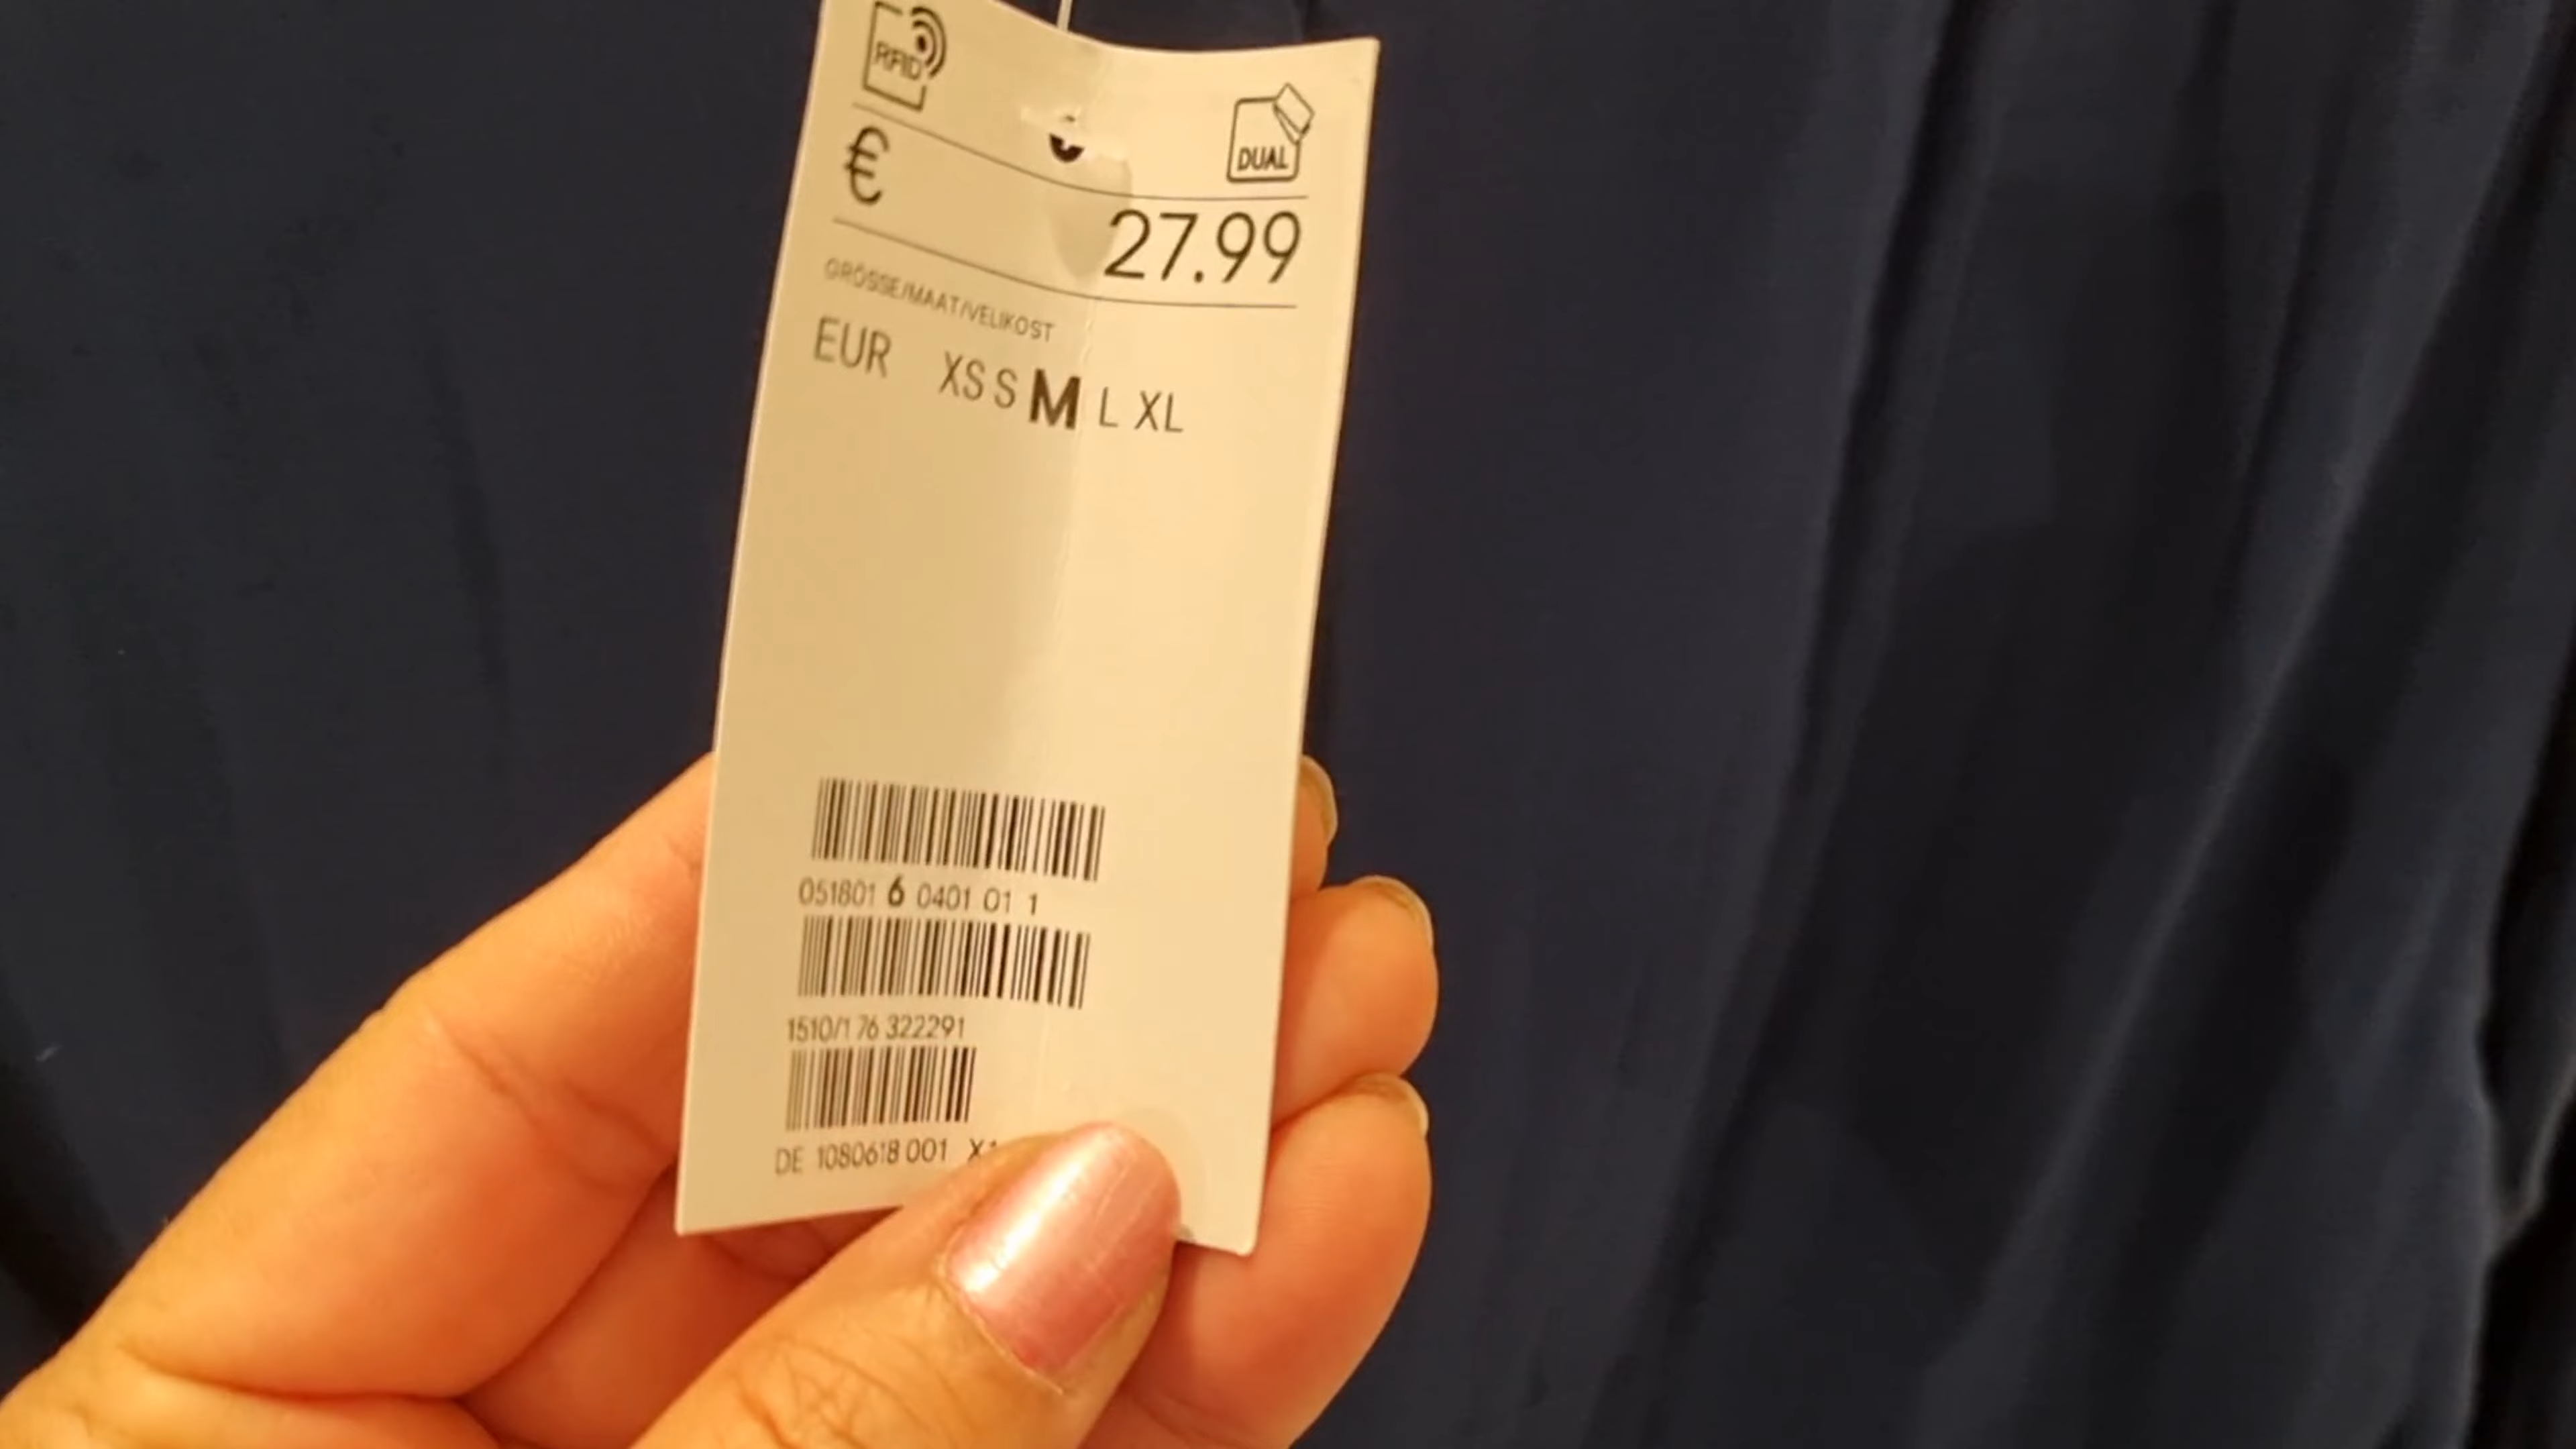 RFID
DUAL
€ 27.99
GRÖSSE/MAAT/VELIKOST
EUR XS S M L XL
051801 6 0401 01 1
1510/1 76 322291
DE 1080618 001